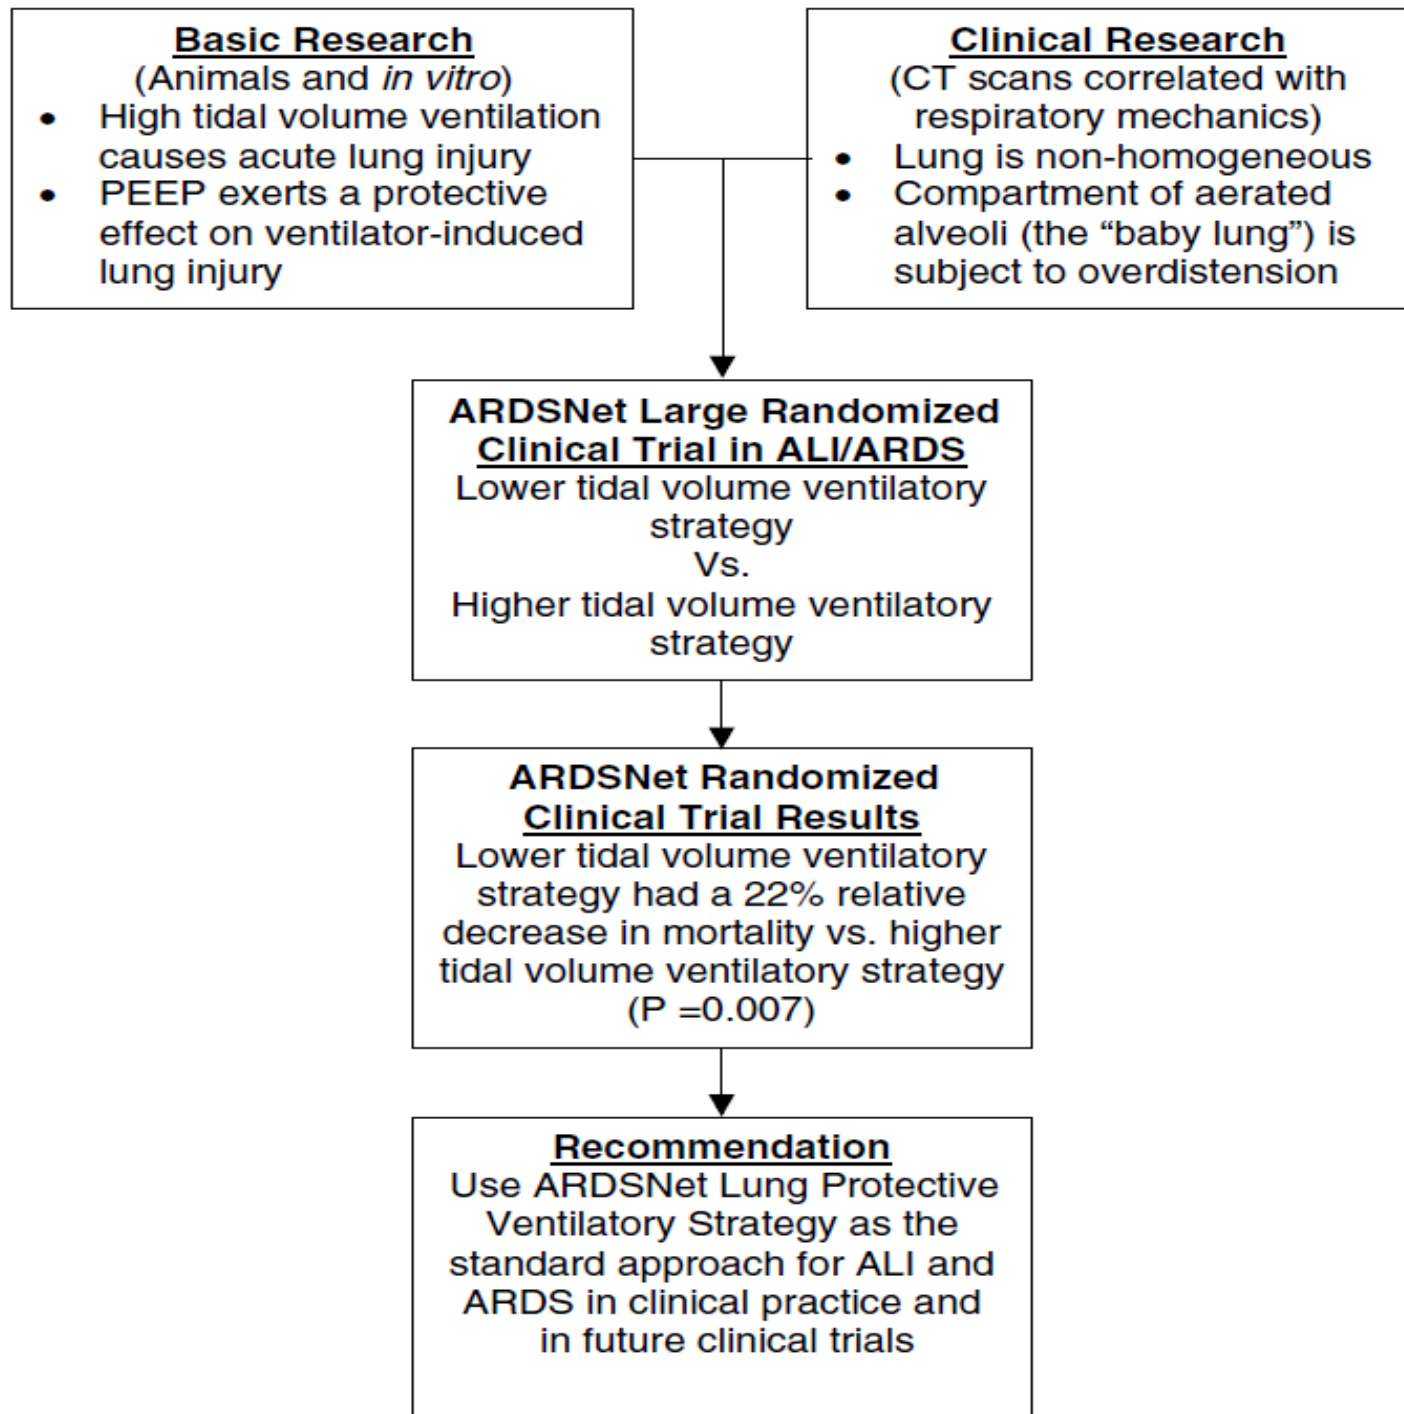 Basic Research
(Animals and in vitro)
• High tidal volume ventilation
causes acute lung injury
• PEEP exerts a protective
effect on ventilator-induced
lung injury
Clinical Research
(CT scans correlated with
respiratory mechanics)
• Lung is non-homogeneous
• Compartment of aerated
alveoli (the “baby lung”) is
subject to overdistension
ARDSNet Large Randomized
Clinical Trial in ALI/ARDS
Lower tidal volume ventilatory
strategy
Vs.
Higher tidal volume ventilatory
strategy
ARDSNet Randomized
Clinical Trial Results
Lower tidal volume ventilatory
strategy had a 22% relative
decrease in mortality vs. higher
tidal volume ventilatory strategy
(P =0.007)
Recommendation
Use ARDSNet Lung Protective
Ventilatory Strategy as the
standard approach for ALI and
ARDS in clinical practice and
in future clinical trials